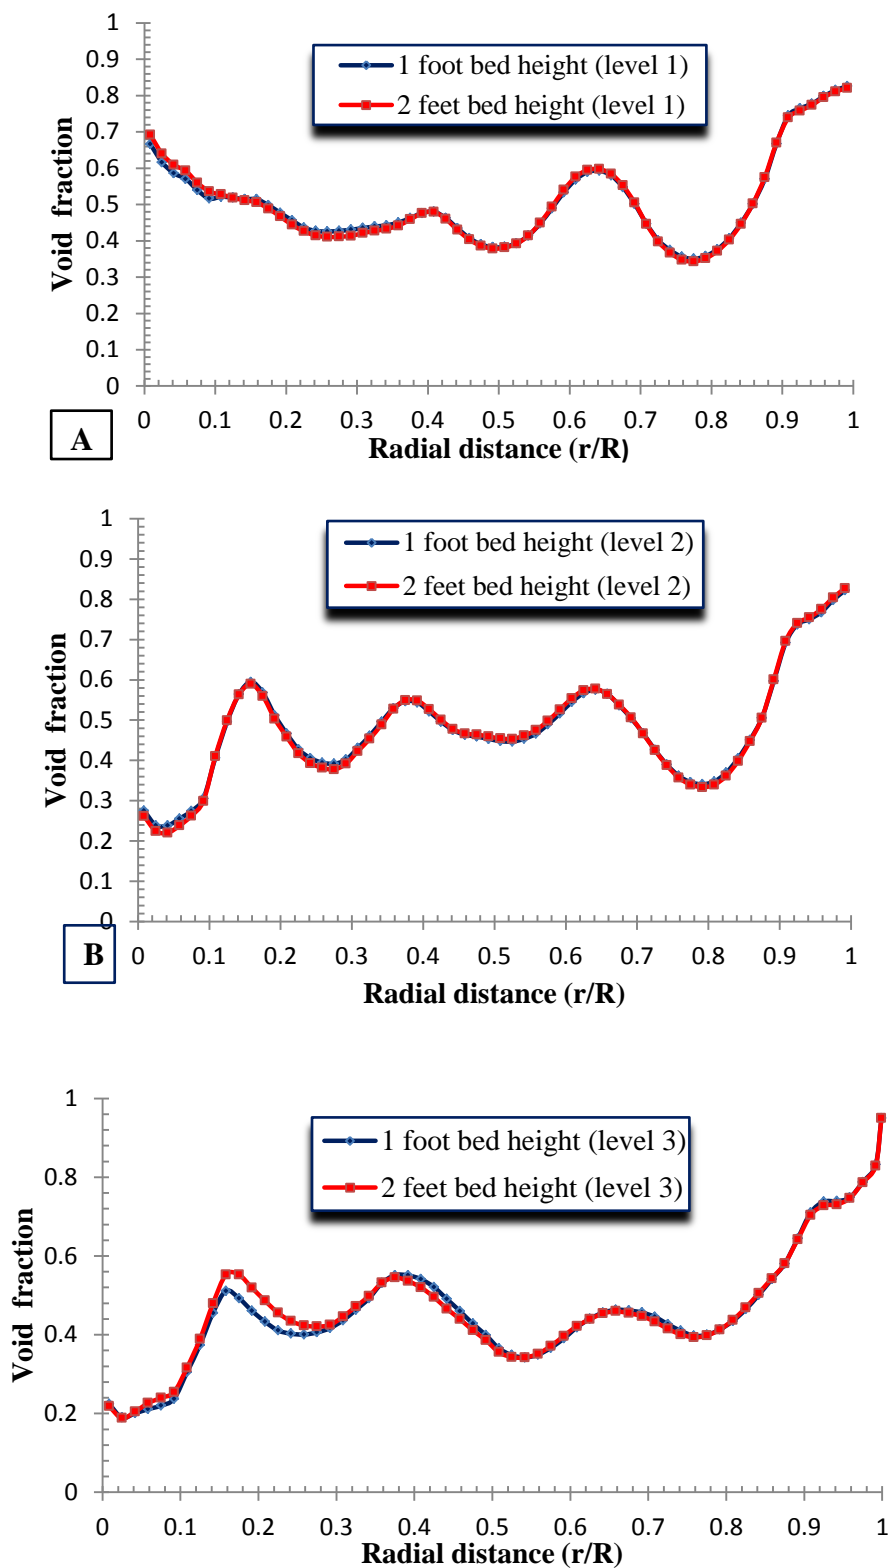 1
0.9
0.8
0.7
0.6
0.5
0.4
0.3
0.2
0.1
0
Void fraction
1 foot bed height (level 1)
2 feet bed height (level 1)
0 0.1 0.2 0.3 0.4 0.5 0.6 0.7 0.8 0.9 1
A
Radial distance (r/R)
1
0.9
0.8
0.7
0.6
0.5
0.4
0.3
0.2
0.1
0
Void fraction
1 foot bed height (level 2)
2 feet bed height (level 2)
0 0.1 0.2 0.3 0.4 0.5 0.6 0.7 0.8 0.9 1
B
Radial distance (r/R)
1
0.8
0.6
0.4
0.2
0
Void fraction
1 foot bed height (level 3)
2 feet bed height (level 3)
0 0.1 0.2 0.3 0.4 0.5 0.6 0.7 0.8 0.9 1
Radial distance (r/R)